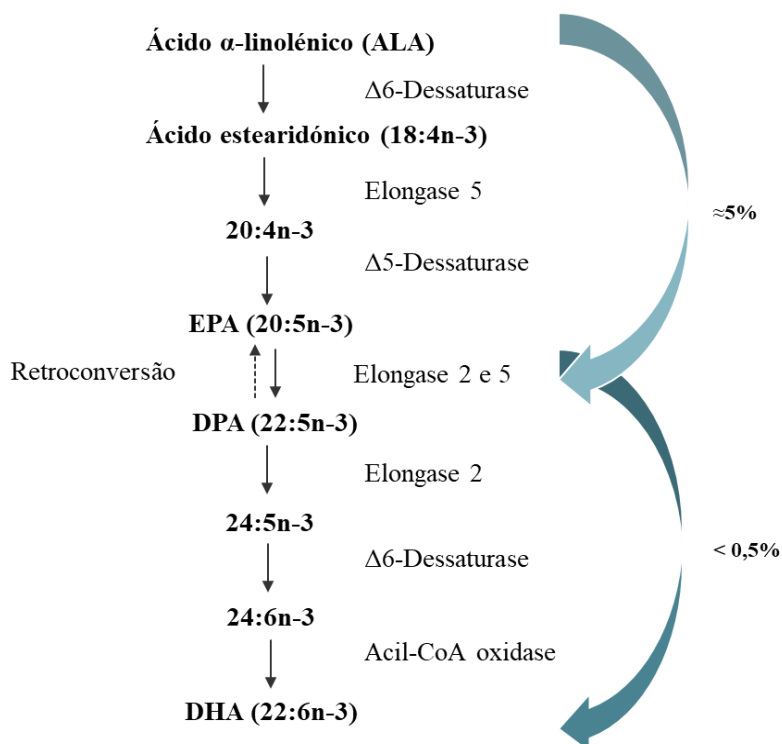 Ácido α-linolénico (ALA)
Δ6-Dessaturase
Ácido estearidónico (18:4n-3)
Elongase 5
≈5%
20:4n-3
Δ5-Dessaturase
EPA (20:5n-3)
Retroconversão
Elongase 2 e 5
DPA (22:5n-3)
Elongase 2
24:5n-3
< 0,5%
Δ6-Dessaturase
24:6n-3
Acil-CoA oxidase
DHA (22:6n-3)